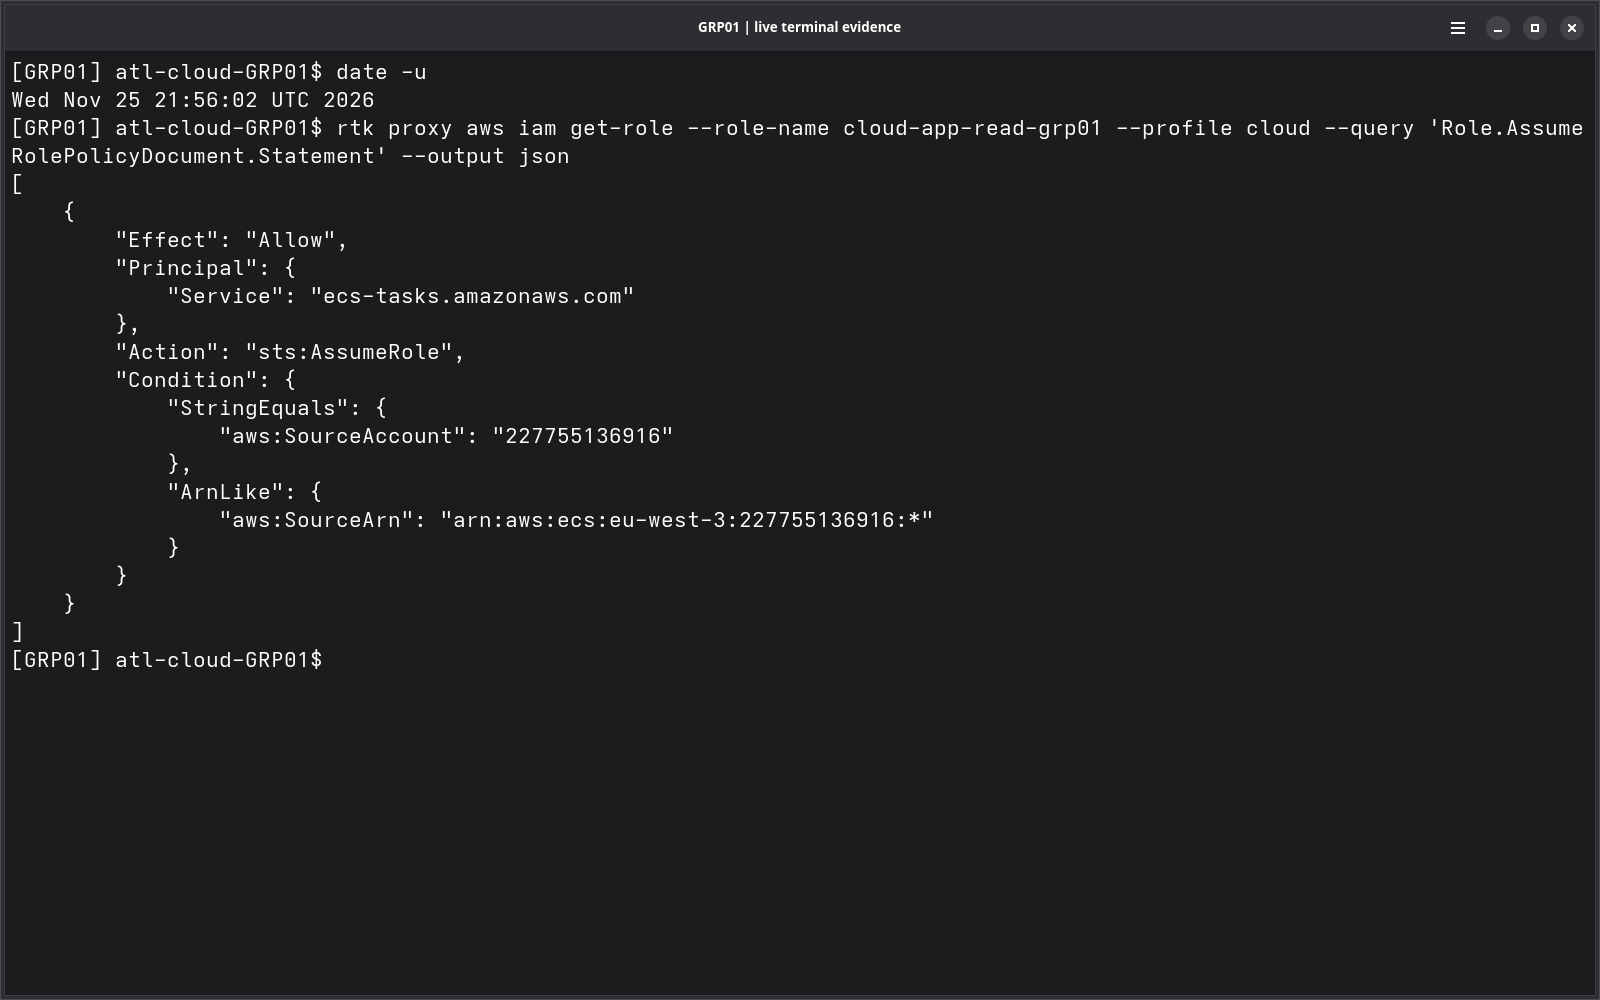 GRP01 | live terminal evidence
[GRP01] atl-cloud-GRP01$ date -u
Wed Nov 25 21:56:02 UTC 2026
[GRP01] atl-cloud-GRP01$ rtk proxy aws iam get-role --role-name cloud-app-read-grp01 --profile cloud --query 'Role.Assume
RolePolicyDocument.Statement' --output json
[
    {
        "Effect": "Allow",
        "Principal": {
            "Service": "ecs-tasks.amazonaws.com"
        },
        "Action": "sts:AssumeRole",
        "Condition": {
            "StringEquals": {
                "aws:SourceAccount": "227755136916"
            },
            "ArnLike": {
                "aws:SourceArn": "arn:aws:ecs:eu-west-3:227755136916:*"
            }
        }
    }
]
[GRP01] atl-cloud-GRP01$